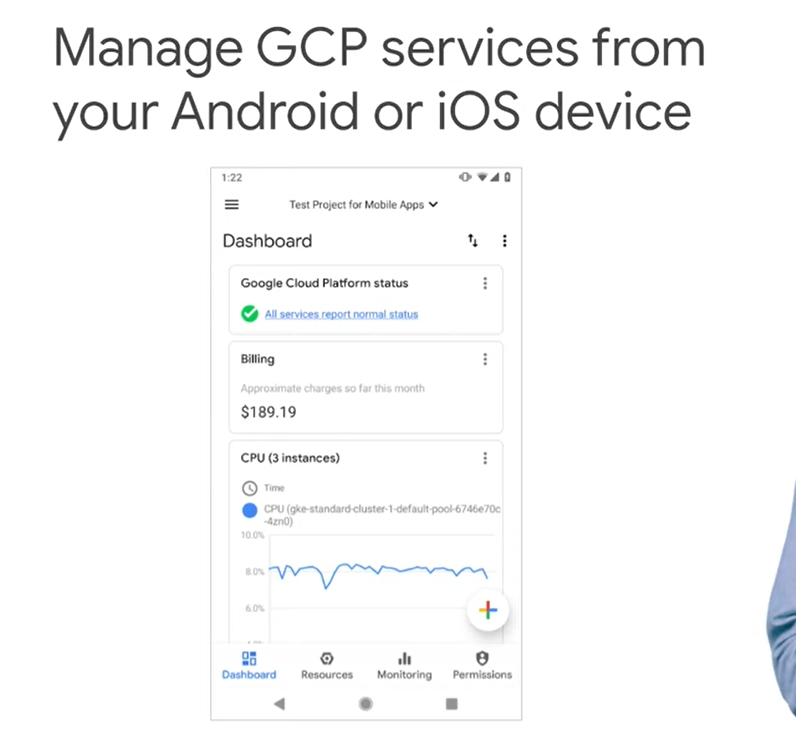 Manage GCP services from
your Android or iOS device
1:22
Test Project for Mobile Apps
Dashboard
Google Cloud Platform status
All services report normal status
Billing
Approximate charges so far this month
$189.19
CPU (3 instances)
Time
CPU (gke-standard-cluster-1-default-pool-6746e70c
-4zn0)
10.0%
8.0%
6.0%
Dashboard Resources Monitoring Permissions